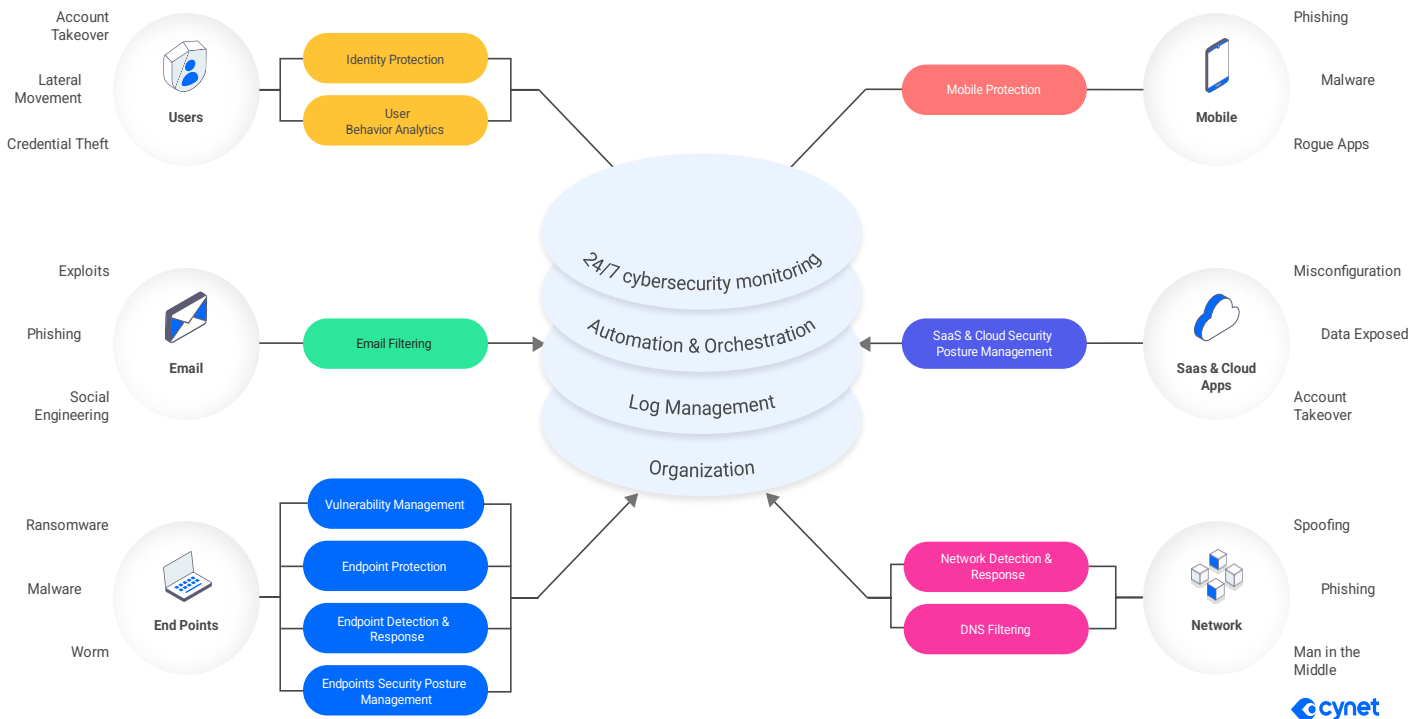 Account
Takeover
Lateral
Movement
Credential Theft
Users
Identity Protection
User
Behavior Analytics
Exploits
Phishing
Social
Engineering
Email
Email Filtering
Ransomware
Malware
Worm
End Points
Vulnerability Management
Endpoint Protection
Endpoint Detection &
Response
Endpoints Security Posture
Management
24/7 cybersecurity monitoring
Automation & Orchestration
Log Management
Organization
Mobile Protection
Mobile
Phishing
Malware
Rogue Apps
SaaS & Cloud Security
Posture Management
Saas & Cloud
Apps
Misconfiguration
Data Exposed
Account
Takeover
Network Detection &
Response
DNS Filtering
Network
Spoofing
Phishing
Man in the
Middle
cynet